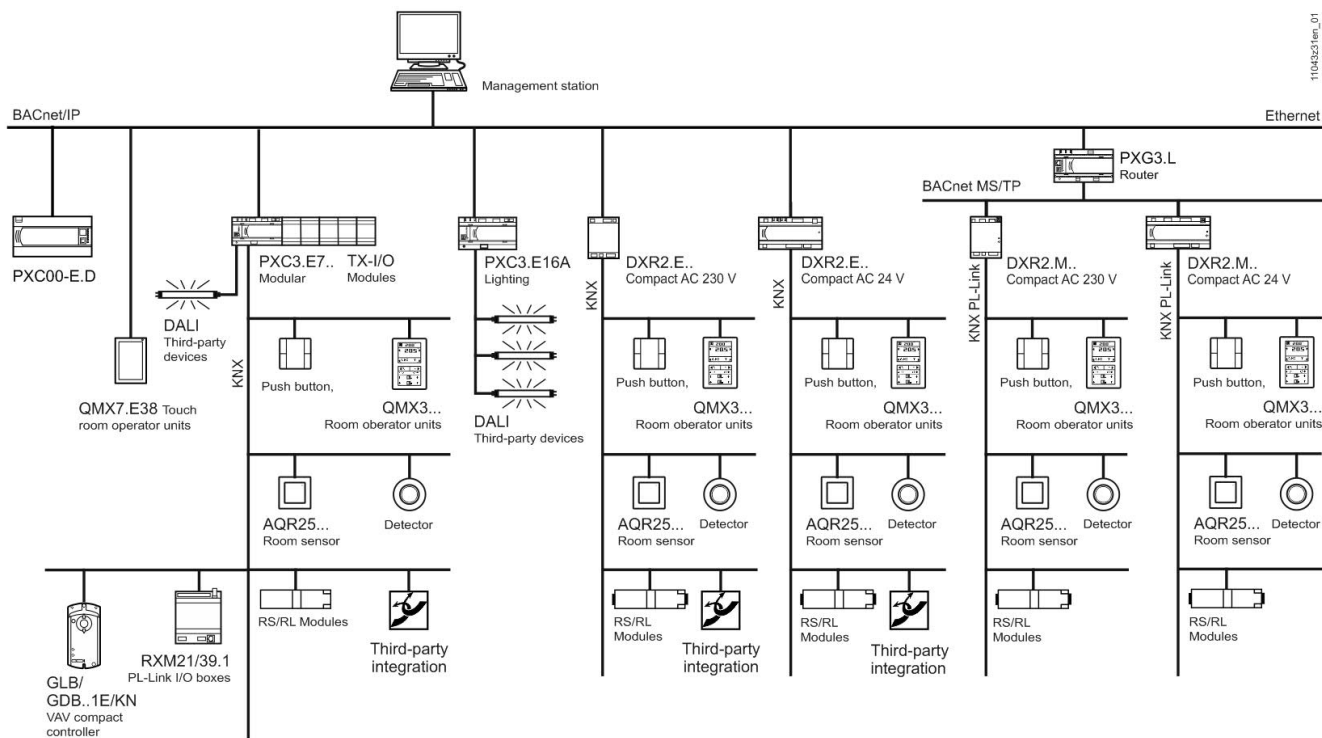 11043z31en_01
Management station
BACnet/IP
Ethernet
PXG3.L
Router
BACnet MS/TP
PXC00-E.D
PXC3.E7..
Modular
TX-I/O
Modules
PXC3.E16A
Lighting
DXR2.E..
Compact AC 230 V
DXR2.E..
Compact AC 24 V
DXR2.M..
Compact AC 230 V
DXR2.M..
Compact AC 24 V
DALI
Third-party
devices
KNX
KNX
KNX
KNX PL-Link
KNX PL-Link
QMX7.E38 Touch
room operator units
Push button,
QMX3...
Room oberator units
DALI
Third-party devices
Push button,
QMX3...
Room oberator units
Push button,
QMX3...
Room oberator units
Push button,
QMX3...
Room oberator units
Push button,
QMX3...
Room oberator units
AQR25...
Room sensor
Detector
AQR25...
Room sensor
Detector
AQR25...
Room sensor
Detector
AQR25...
Room sensor
Detector
AQR25...
Room sensor
Detector
GLB/
GDB..1E/KN
VAV compact
controller
RXM21/39.1
PL-Link I/O boxes
RS/RL Modules
Third-party
integration
RS/RL
Modules
Third-party
integration
RS/RL
Modules
Third-party
integration
RS/RL
Modules
RS/RL
Modules